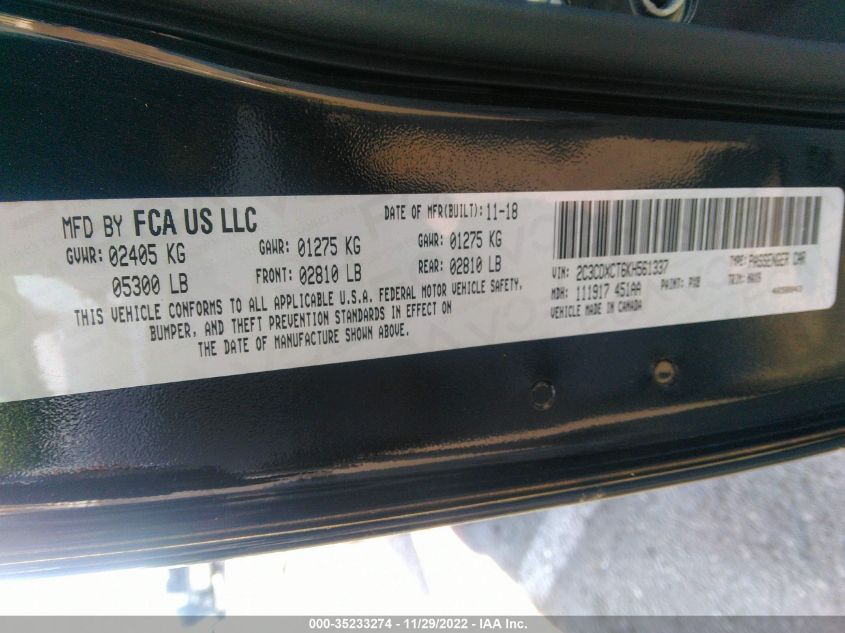 MFD BY FCA US LLC
DATE OF MFR(BUILT): 11-18
GVWR: 02405 KG
GAWR: 01275 KG
GAWR: 01275 KG
05300 LB
FRONT: 02810 LB
REAR: 02810 LB
THIS VEHICLE CONFORMS TO ALL APPLICABLE U.S.A. FEDERAL MOTOR VEHICLE SAFETY,
BUMPER, AND THEFT PREVENTION STANDARDS IN EFFECT ON
THE DATE OF MANUFACTURE SHOWN ABOVE.
VIN: 2C3CDXCT6KH561337
TYPE: PASSENGER CAR
MDH: 111917 451AA
PAINT: PX8
TRIM:
VEHICLE MADE IN CANADA
000-35233274 - 11/29/2022 - IAA Inc.